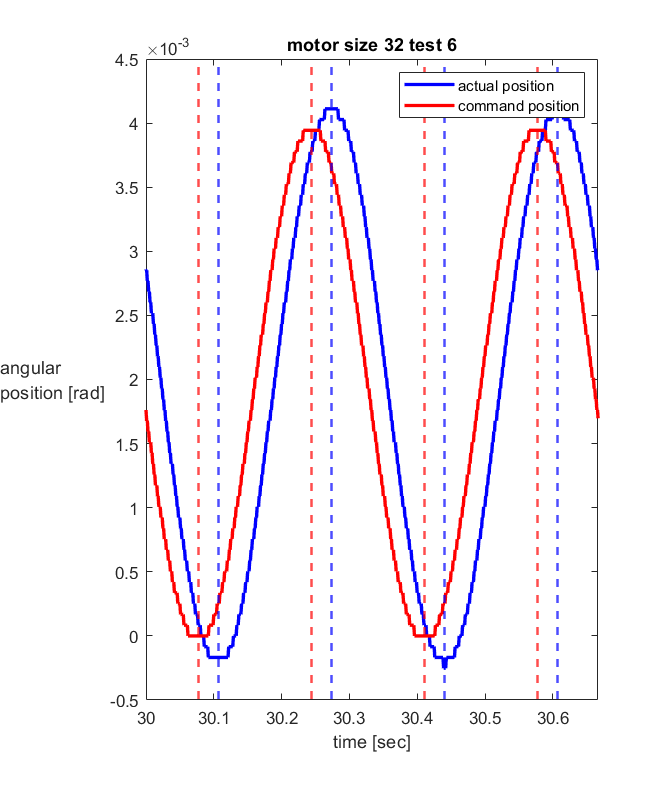 motor size 32 test 6
×10-3
4.5
4
3.5
3
2.5
2
1.5
1
0.5
0
-0.5
actual position
command position
angular
position [rad]
30 30.1 30.2 30.3 30.4 30.5 30.6
time [sec]